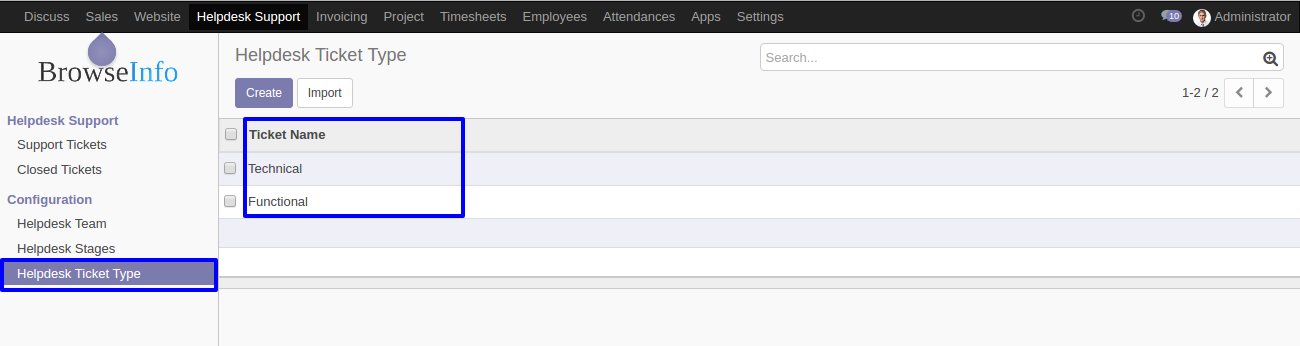 Discuss Sales Website Helpdesk Support Invoicing Project Timesheets Employees Attendances Apps Settings 10 Administrator
BrowseInfo
Helpdesk Support
Support Tickets
Closed Tickets
Configuration
Helpdesk Team
Helpdesk Stages
Helpdesk Ticket Type
Helpdesk Ticket Type
Search...
Create Import
1-2 / 2
Ticket Name
Technical
Functional